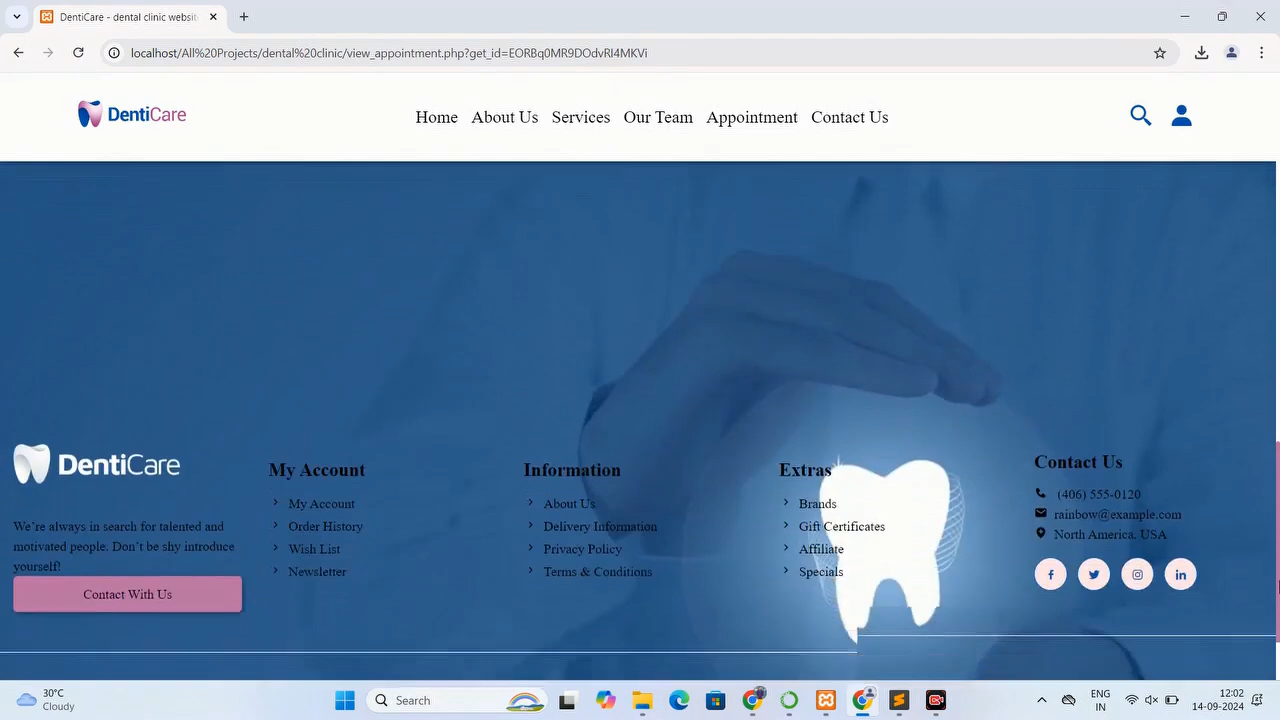 DentiCare - dental clinic websit
localhost/All%20Projects/dental%20clinic/view_appointment.php?get_id=EORBq0MR9DOdvRI4MKVi
DentiCare
Home About Us Services Our Team Appointment Contact Us
DentiCare
We're always in search for talented and
motivated people. Don't be shy introduce
yourself!
Contact With Us
My Account
My Account
Order History
Wish List
Newsletter
Information
About Us
Delivery Information
Privacy Policy
Terms & Conditions
Extras
Brands
Gift Certificates
Affiliate
Specials
Contact Us
(406) 555-0120
rainbow@example.com
North America. USA
30°C
Cloudy
Search
ENG
IN
12:02
14-09-2024